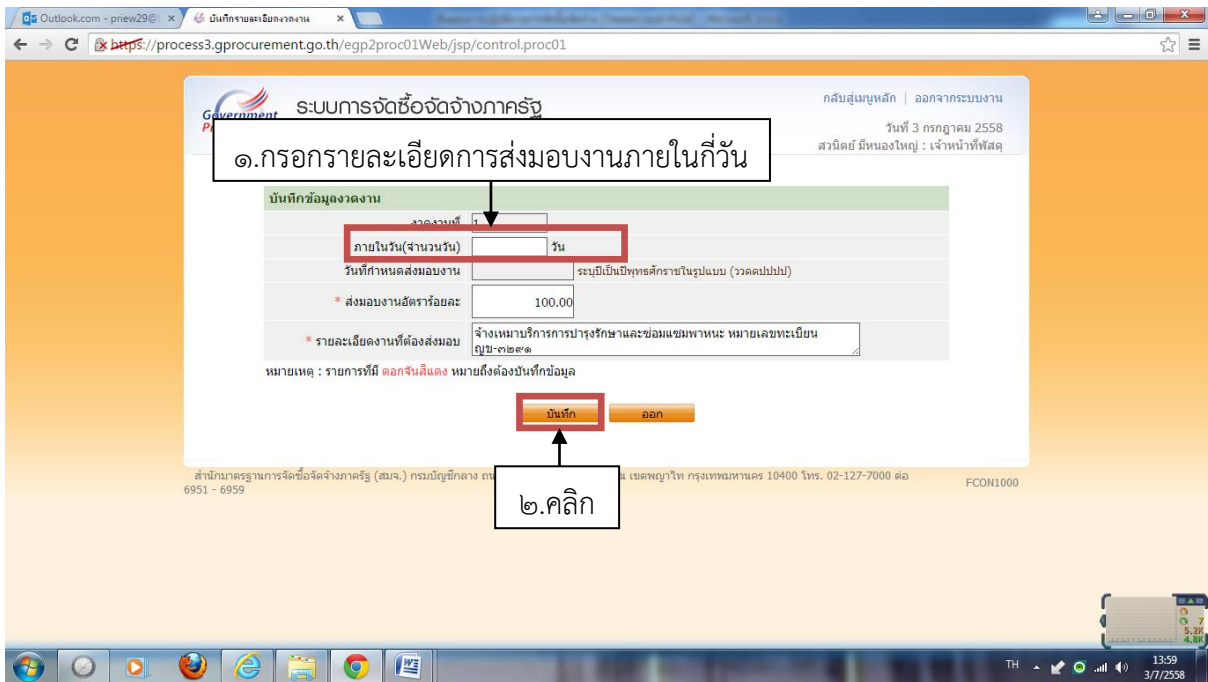 Outlook.com - priew29@
บันทึกรายละเอียดงวดงาน
https://process3.gprocurement.go.th/egp2proc01Web/jsp/control.proc01
Government
ระบบการจัดซื้อจัดจ้างภาครัฐ
กลับสู่เมนูหลัก | ออกจากระบบงาน
วันที่ 3 กรกฎาคม 2558
สวนิตย์ มีหนองใหญ่ : เจ้าหน้าที่พัสดุ
๑.กรอกรายละเอียดการส่งมอบงานภายในกี่วัน
บันทึกข้อมูลงวดงาน
งวดงานที่ 1
ภายในวัน(จำนวนวัน) วัน
วันที่กำหนดส่งมอบงาน ระบุปีเป็นปีพุทธศักราชในรูปแบบ (ววดดปปปป)
* ส่งมอบงานอัตราร้อยละ 100.00
* รายละเอียดงานที่ต้องส่งมอบ จ้างเหมาบริการการบำรุงรักษาและซ่อมแซมพาหนะ หมายเลขทะเบียน
ญข-๓๒๙๑
หมายเหตุ : รายการที่มี ดอกจันสีแดง หมายถึงต้องบันทึกข้อมูล
บันทึก ออก
สำนักมาตรฐานการจัดซื้อจัดจ้างภาครัฐ (สมจ.) กรมบัญชีกลาง เขตพญาไท กรุงเทพมหานคร 10400 โทร. 02-127-7000 ต่อ
6951 - 6959
FCON1000
๒.คลิก
7
5.2K
4.8K
TH
13:59
3/7/2558